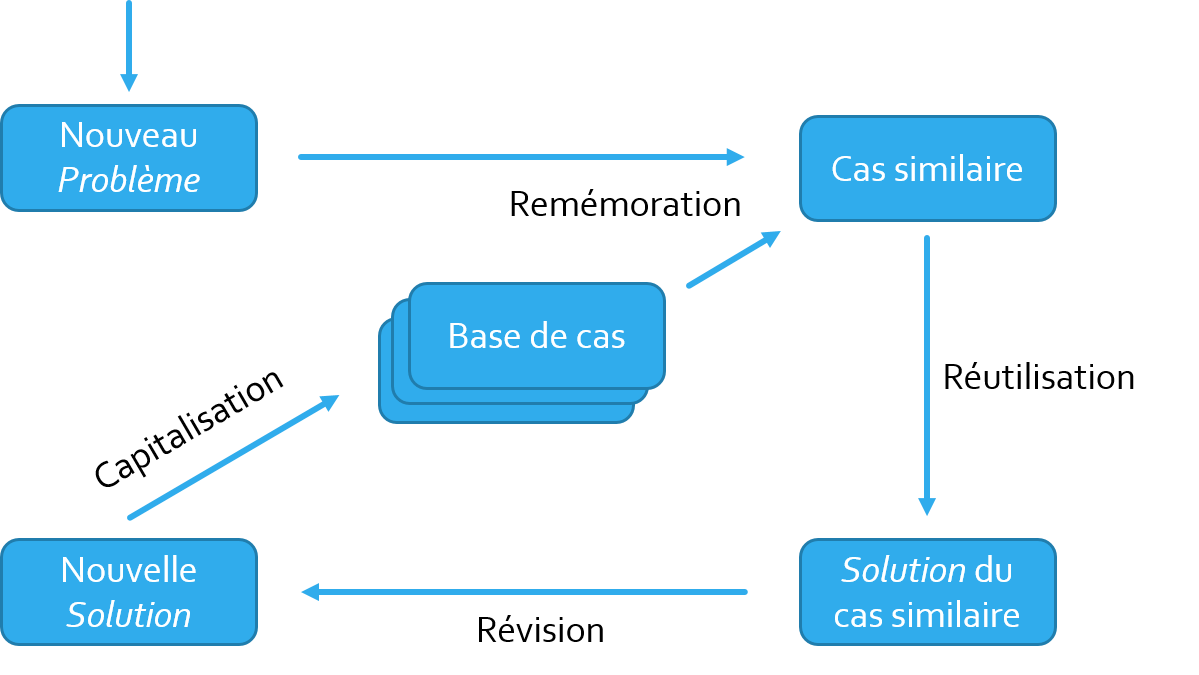 Nouveau
Problème
Cas similaire
Remémoration
Base de cas
Réutilisation
Capitalisation
Nouvelle
Solution
Solution du
cas similaire
Révision